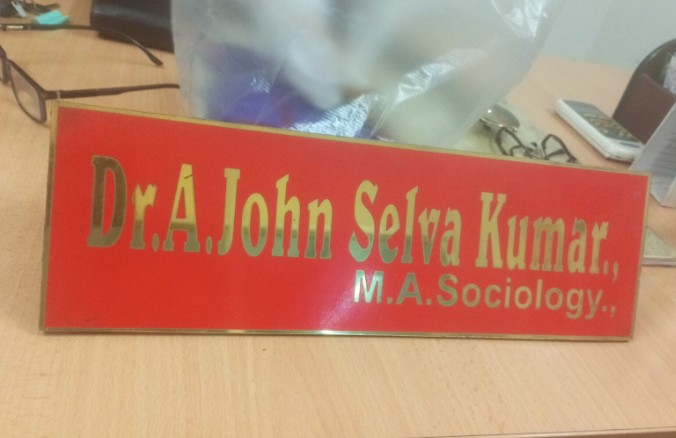 Dr.A.John Selva Kumar.,
M.A.Sociology.,